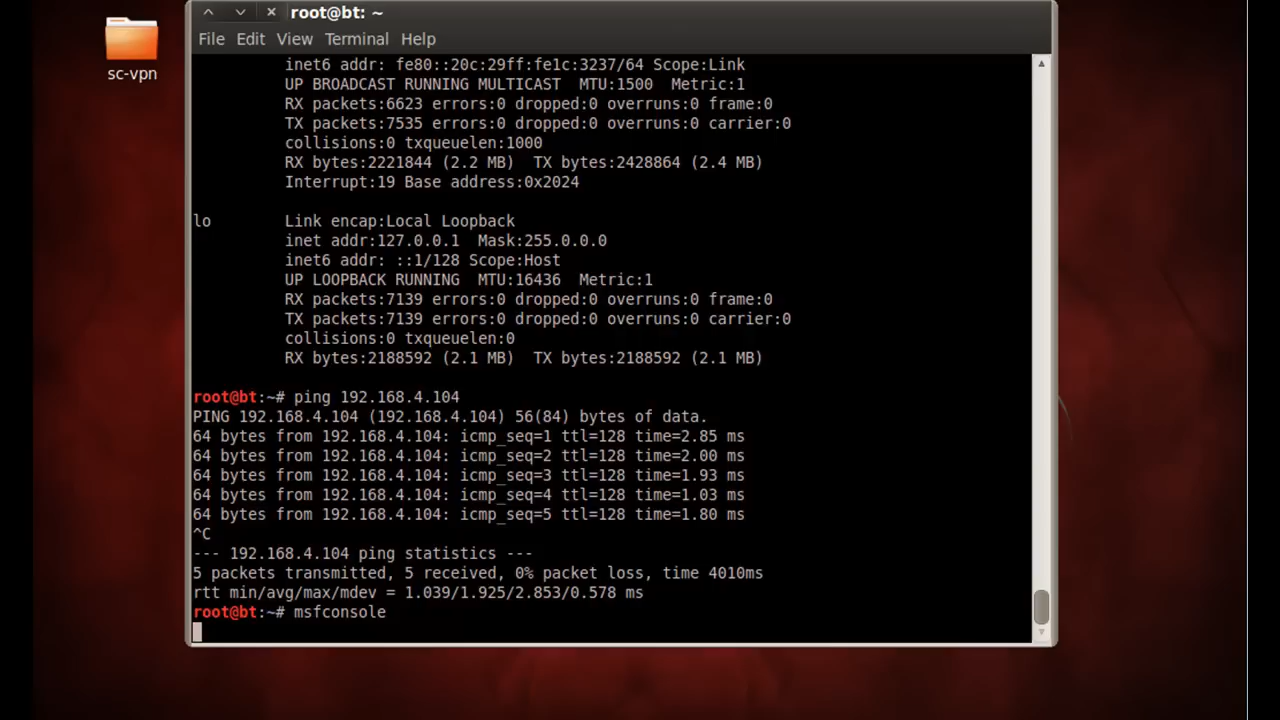 root@bt: ~
File Edit View Terminal Help
sc-vpn
inet6 addr: fe80::20c:29ff:fe1c:3237/64 Scope:Link
UP BROADCAST RUNNING MULTICAST  MTU:1500  Metric:1
RX packets:6623 errors:0 dropped:0 overruns:0 frame:0
TX packets:7535 errors:0 dropped:0 overruns:0 carrier:0
collisions:0 txqueuelen:1000
RX bytes:2221844 (2.2 MB)  TX bytes:2428864 (2.4 MB)
Interrupt:19 Base address:0x2024
lo        Link encap:Local Loopback
inet addr:127.0.0.1  Mask:255.0.0.0
inet6 addr: ::1/128 Scope:Host
UP LOOPBACK RUNNING  MTU:16436  Metric:1
RX packets:7139 errors:0 dropped:0 overruns:0 frame:0
TX packets:7139 errors:0 dropped:0 overruns:0 carrier:0
collisions:0 txqueuelen:0
RX bytes:2188592 (2.1 MB)  TX bytes:2188592 (2.1 MB)
root@bt:~# ping 192.168.4.104
PING 192.168.4.104 (192.168.4.104) 56(84) bytes of data.
64 bytes from 192.168.4.104: icmp_seq=1 ttl=128 time=2.85 ms
64 bytes from 192.168.4.104: icmp_seq=2 ttl=128 time=2.00 ms
64 bytes from 192.168.4.104: icmp_seq=3 ttl=128 time=1.93 ms
64 bytes from 192.168.4.104: icmp_seq=4 ttl=128 time=1.03 ms
64 bytes from 192.168.4.104: icmp_seq=5 ttl=128 time=1.80 ms
^C
--- 192.168.4.104 ping statistics ---
5 packets transmitted, 5 received, 0% packet loss, time 4010ms
rtt min/avg/max/mdev = 1.039/1.925/2.853/0.578 ms
root@bt:~# msfconsole